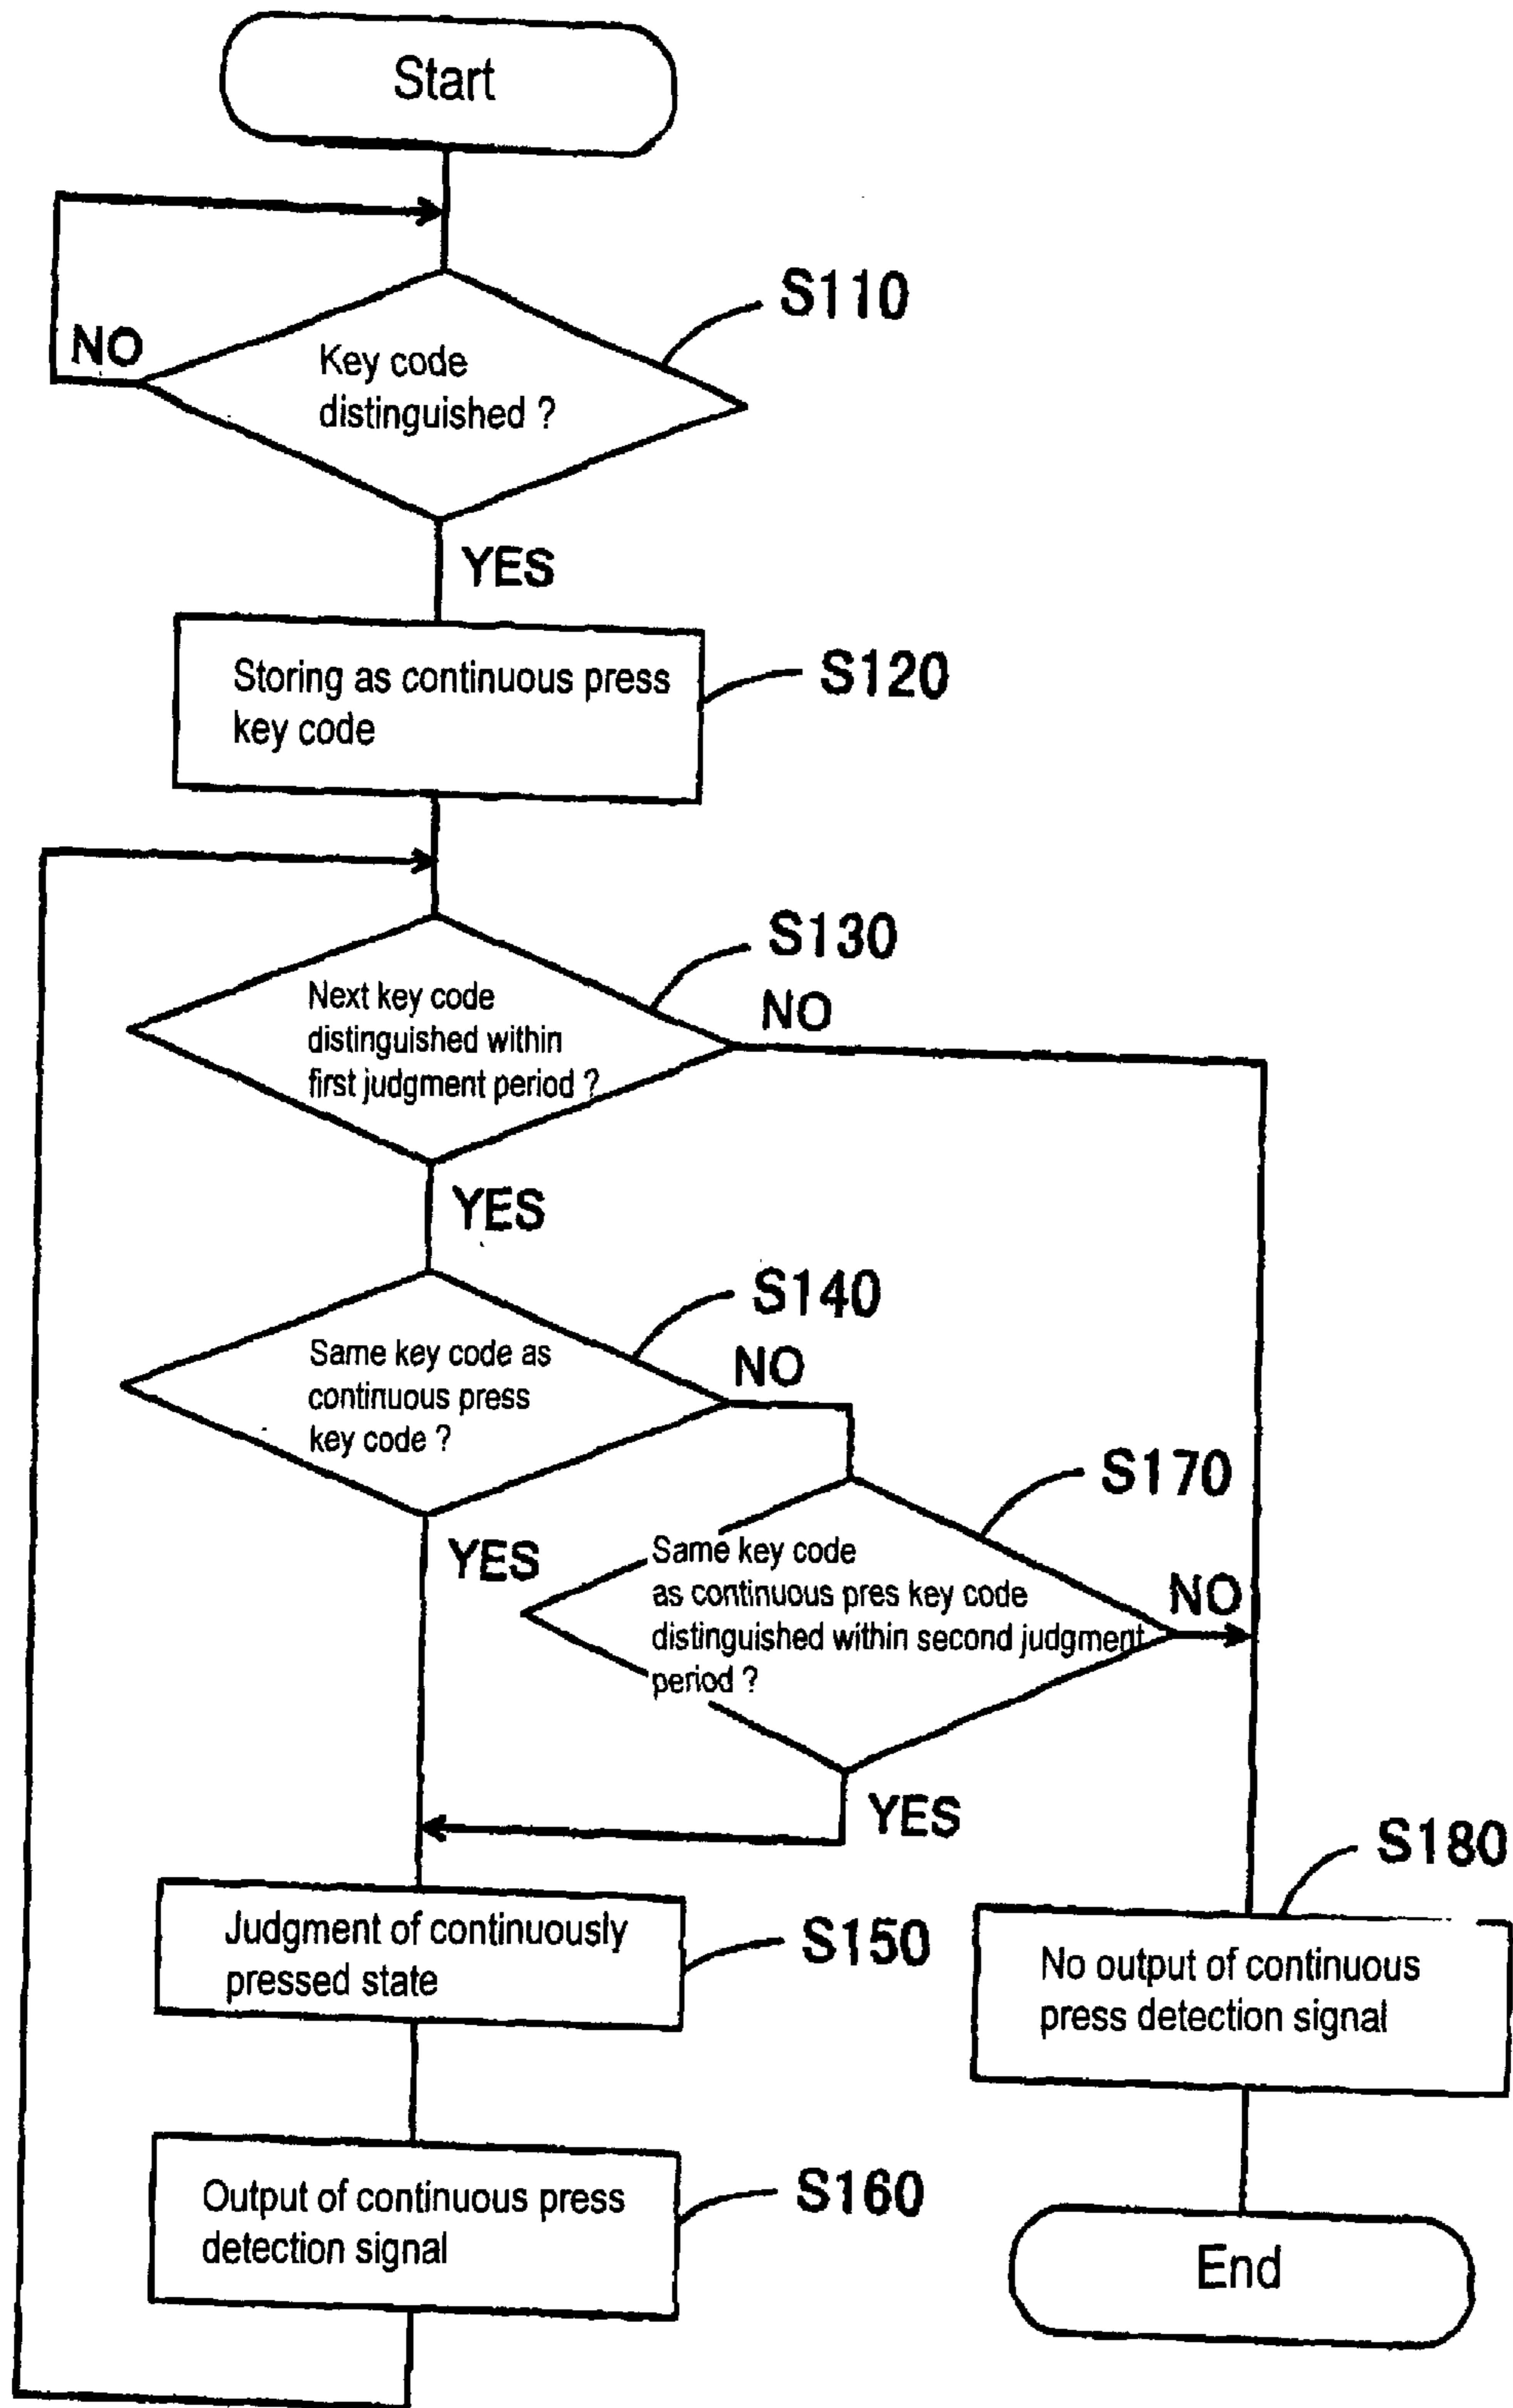 Start
S110
NO
Key code
distinguished ?
YES
Storing as continuous press
key code
S120
S130
NO
Next key code
distinguished within
first judgment period ?
YES
S140
NO
Same key code as
continuous press
key code ?
S170
YES
Same key code
as continuous pres key code
distinguished within second judgment
period ?
NO
YES
S180
Judgment of continuously
pressed state
S150
No output of continuous
press detection signal
Output of continuous press
detection signal
S160
End